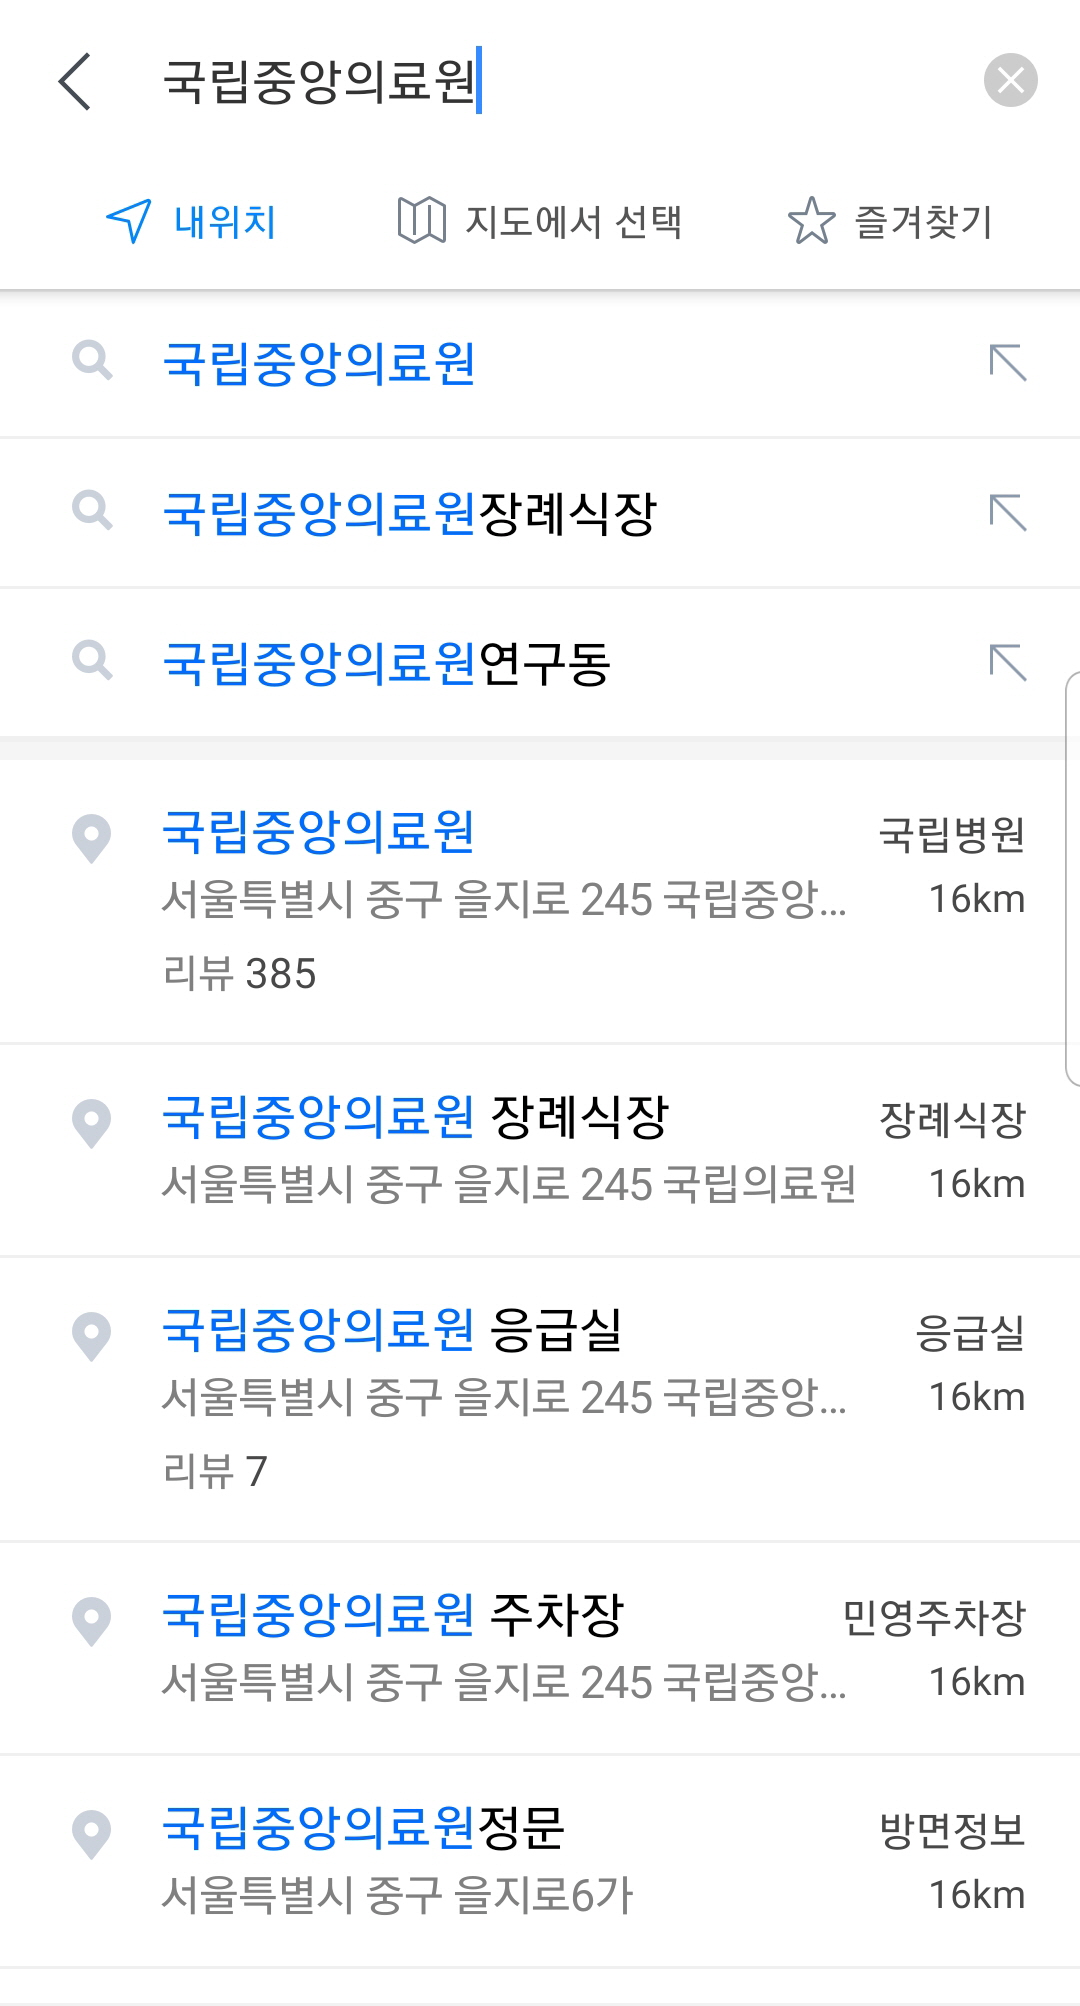 국립중앙의료원
내위치 지도에서 선택 즐겨찾기
국립중앙의료원
국립중앙의료원장례식장
국립중앙의료원연구동
국립중앙의료원 국립병원
서울특별시 중구 을지로 245 국립중앙... 16km
리뷰 385
국립중앙의료원 장례식장 장례식장
서울특별시 중구 을지로 245 국립의료원 16km
국립중앙의료원 응급실 응급실
서울특별시 중구 을지로 245 국립중앙... 16km
리뷰 7
국립중앙의료원 주차장 민영주차장
서울특별시 중구 을지로 245 국립중앙... 16km
국립중앙의료원정문 방면정보
서울특별시 중구 을지로6가 16km